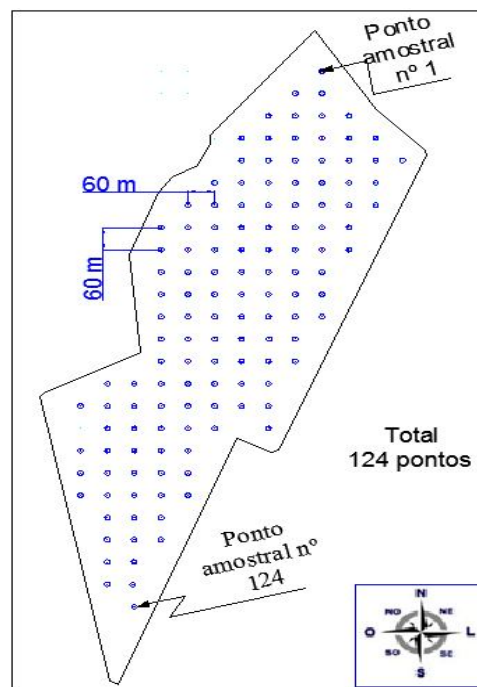 Ponto
amostral
nº 1
60 m
60 m
Total
124 pontos
Ponto
amostral nº
124
N
NO
NE
O
L
SO
SE
S